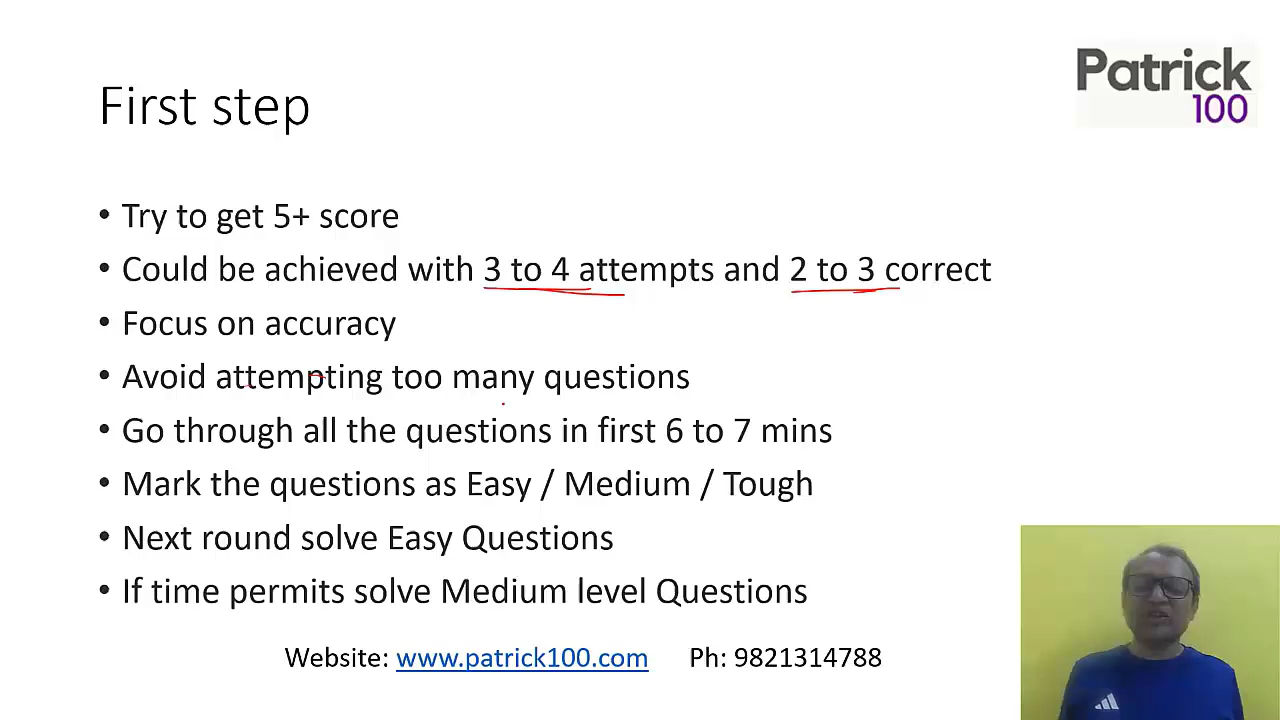 Patrick
100
First step
• Try to get 5+ score
• Could be achieved with 3 to 4 attempts and 2 to 3 correct
• Focus on accuracy
• Avoid attempting too many questions
• Go through all the questions in first 6 to 7 mins
• Mark the questions as Easy / Medium / Tough
• Next round solve Easy Questions
• If time permits solve Medium level Questions
Website: www.patrick100.com Ph: 9821314788